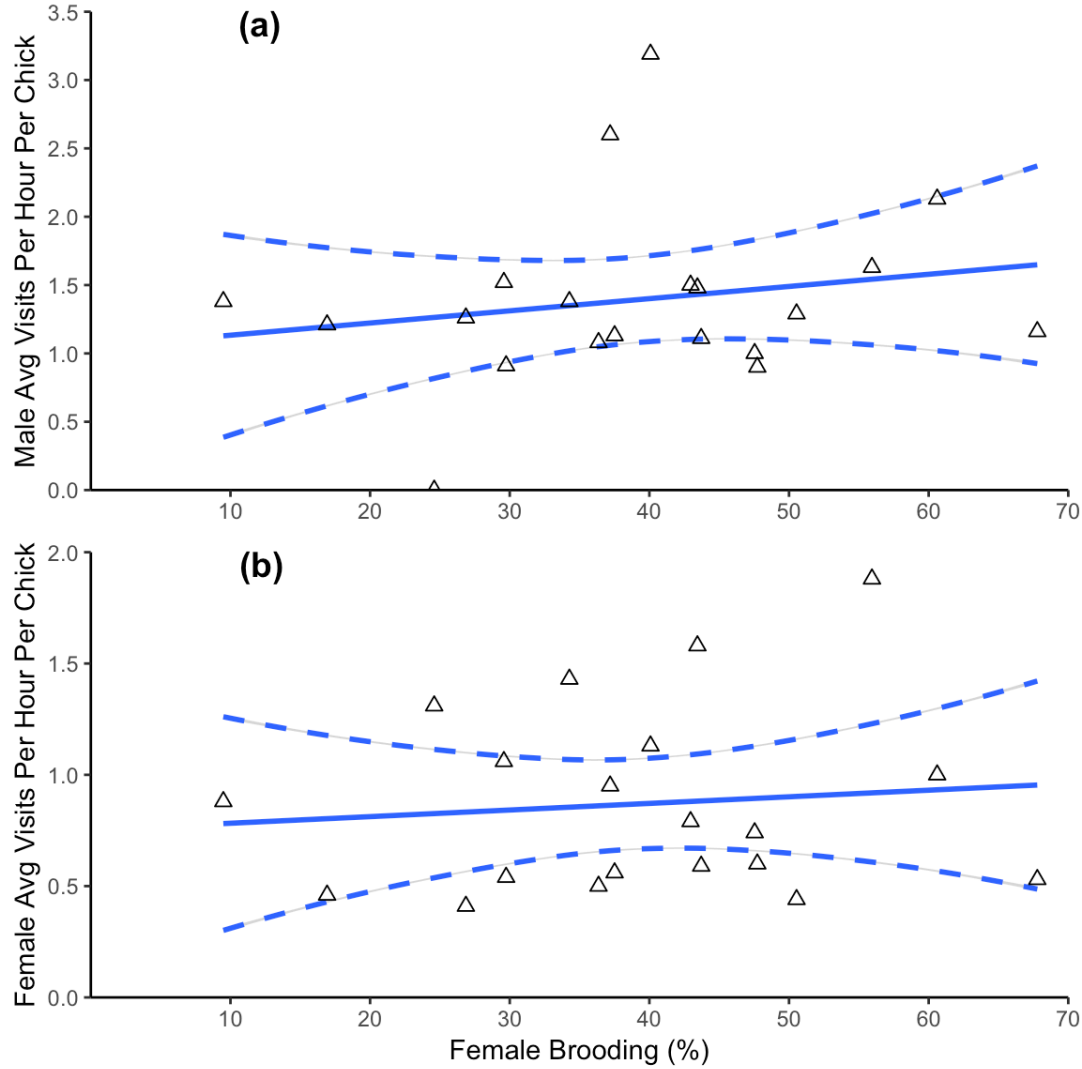 (a)
Male Avg Visits Per Hour Per Chick
3.5
3.0
2.5
2.0
1.5
1.0
0.5
0.0
10 20 30 40 50 60 70
(b)
Female Avg Visits Per Hour Per Chick
2.0
1.5
1.0
0.5
0.0
10 20 30 40 50 60 70
Female Brooding (%)